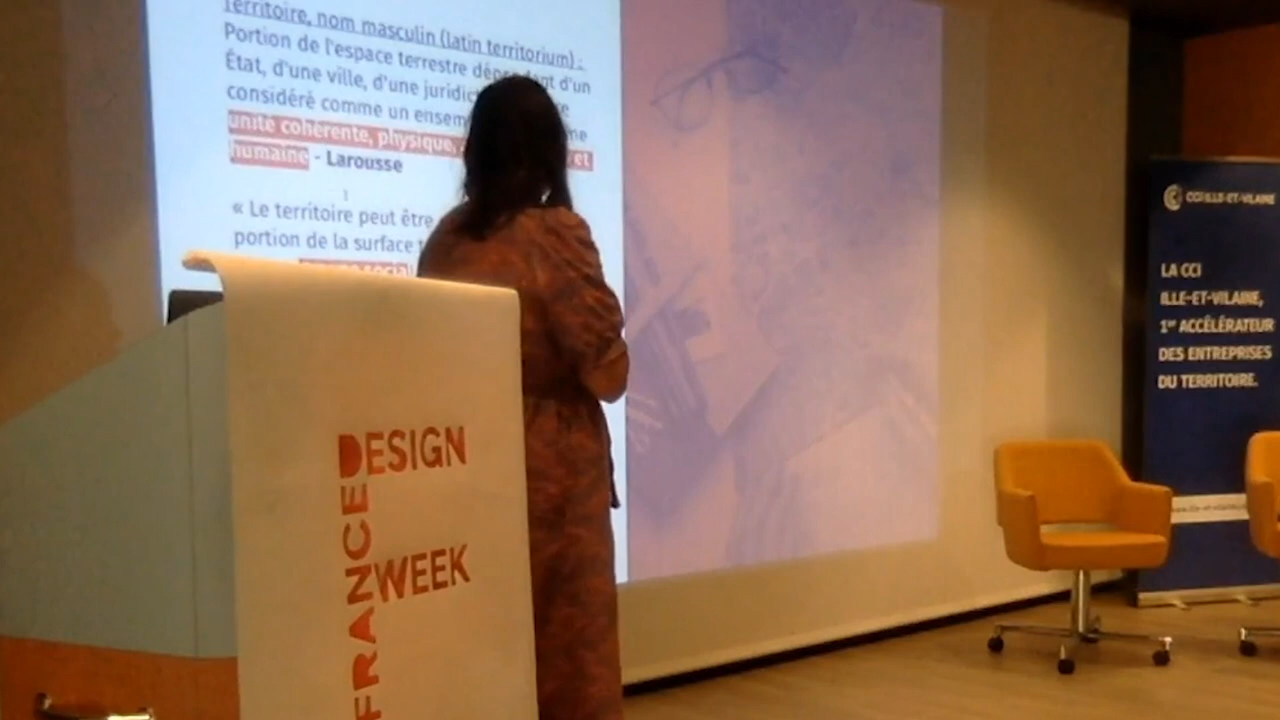 Territoire, nom masculin (latin territorium) :
Portion de l'espace terrestre dépendant d'un
État, d'une ville, d'une
considéré comme un
unité cohérente, physique, et
humaine - Larousse
« Le territoire peut être
portion de la surface
social
DESIGN
FRANCE
WEEK
CCI ILLE-ET-VILAINE
LA CCI
ILLE-ET-VILAINE,
1er ACCÉLÉRATEUR
DES ENTREPRISES
DU TERRITOIRE.